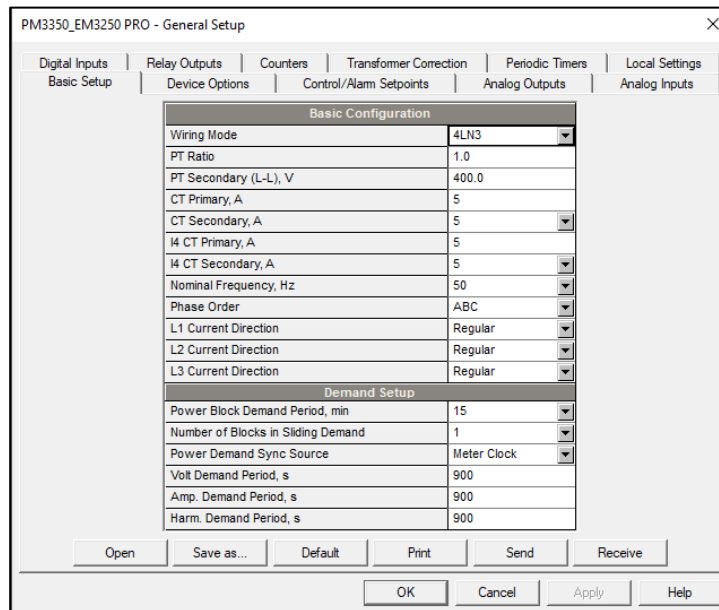 PM3350_EM3250 PRO - General Setup
Digital Inputs Relay Outputs Counters Transformer Correction Periodic Timers Local Settings
Basic Setup Device Options Control/Alarm Setpoints Analog Outputs Analog Inputs
Basic Configuration
Wiring Mode 4LN3
PT Ratio 1.0
PT Secondary (L-L), V 400.0
CT Primary, A 5
CT Secondary, A 5
I4 CT Primary, A 5
I4 CT Secondary, A 5
Nominal Frequency, Hz 50
Phase Order ABC
L1 Current Direction Regular
L2 Current Direction Regular
L3 Current Direction Regular
Demand Setup
Power Block Demand Period, min 15
Number of Blocks in Sliding Demand 1
Power Demand Sync Source Meter Clock
Volt Demand Period, s 900
Amp. Demand Period, s 900
Harm. Demand Period, s 900
Open Save as... Default Print Send Receive
OK Cancel Apply Help